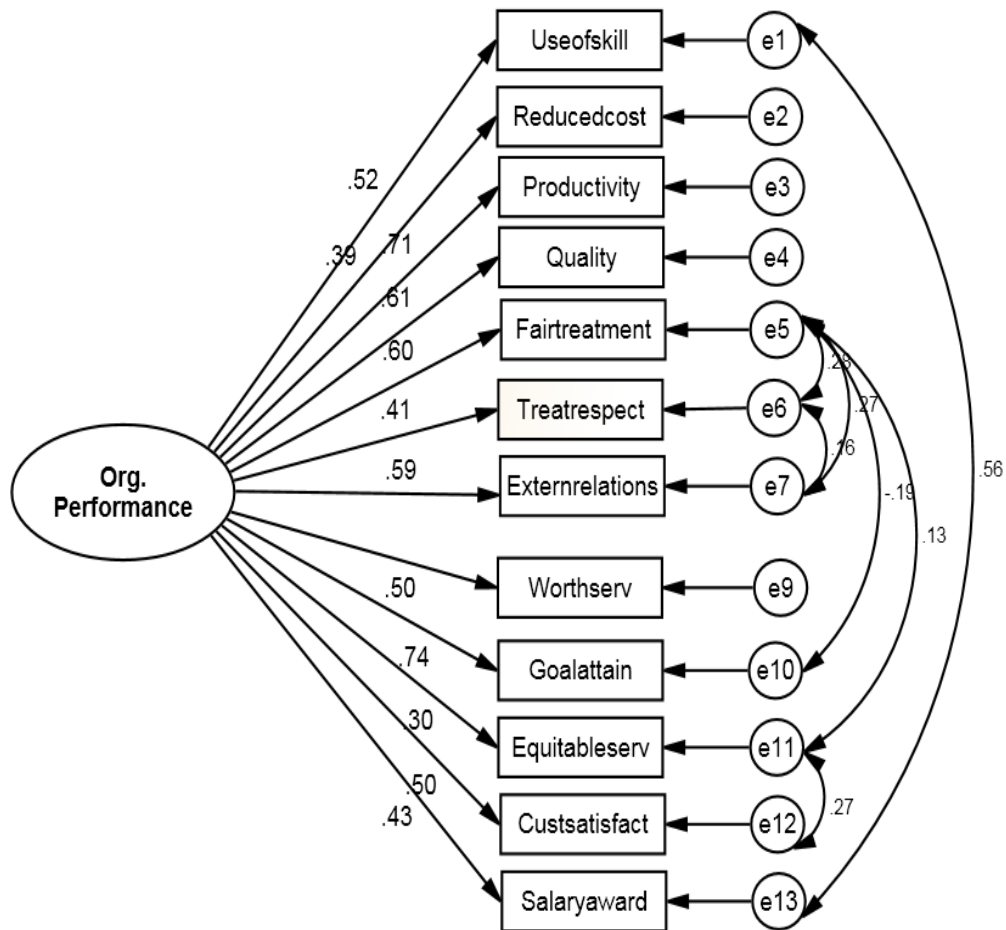 Useofskill
e1
Reducedcost
e2
.52
Productivity
e3
.39
.71
Quality
e4
.61
Fairtreatment
e5
.60
.28
.41
Treatrespect
e6
.27
.16
.59
Externrelations
e7
.56
Org.
Performance
-.19
.13
Worthserv
e9
.50
Goalattain
e10
.74
Equitableserv
e11
.30
.50
.43
Custsatisfact
e12
.27
Salaryaward
e13